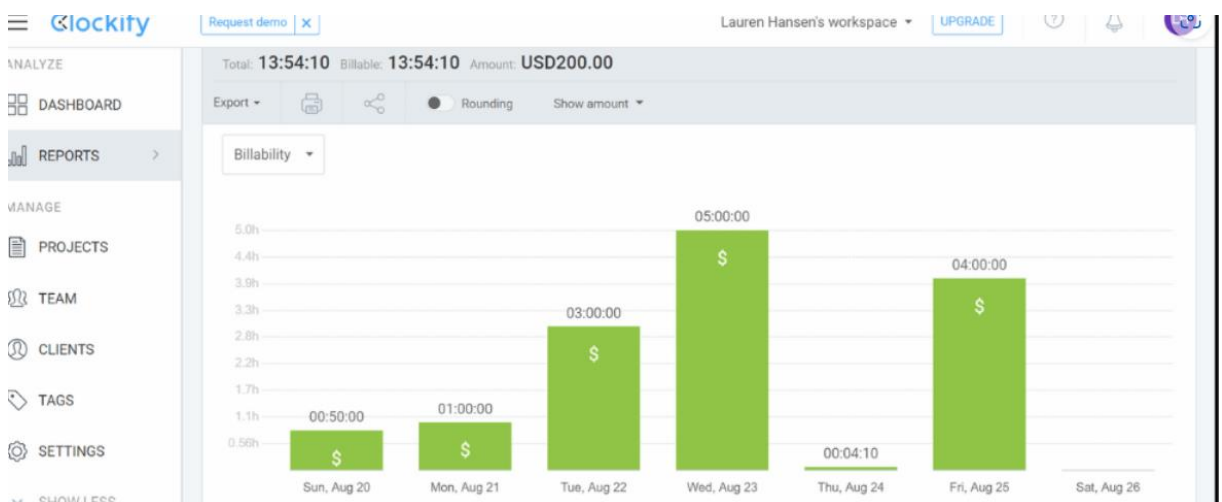 Clockify
Request demo X
Lauren Hansen's workspace
UPGRADE
ANALYZE
DASHBOARD
REPORTS
MANAGE
PROJECTS
TEAM
CLIENTS
TAGS
SETTINGS
SHOW LESS
Total: 13:54:10 Billable: 13:54:10 Amount: USD200.00
Export
Rounding
Show amount
Billability
5.0h
4.4h
3.9h
3.3h
2.8h
2.2h
1.7h
1.1h
0.56h
00:50:00
$
01:00:00
$
03:00:00
$
05:00:00
$
00:04:10
04:00:00
$
Sun, Aug 20
Mon, Aug 21
Tue, Aug 22
Wed, Aug 23
Thu, Aug 24
Fri, Aug 25
Sat, Aug 26